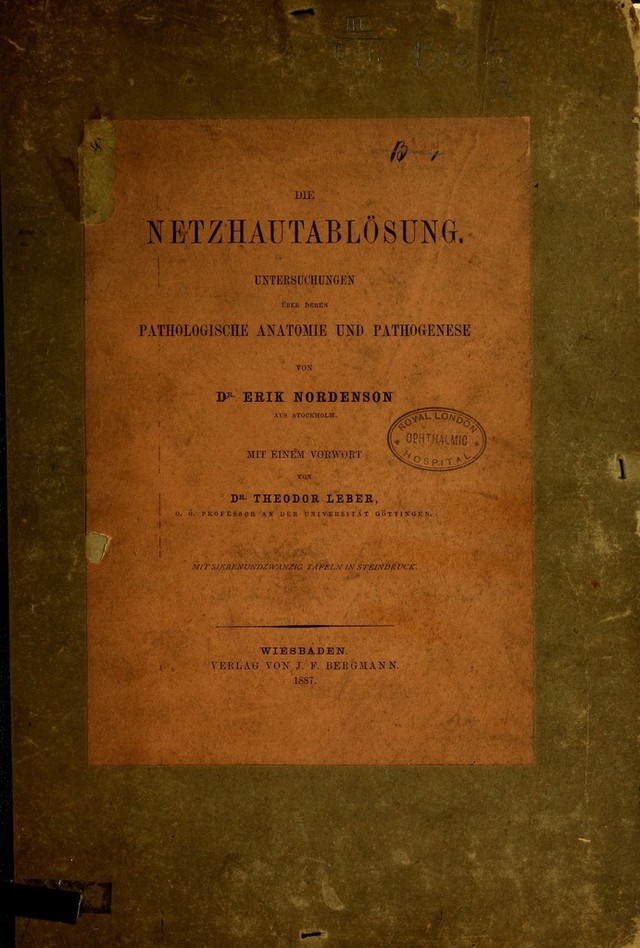 DIE
NETZHAUTABLÖSUNG.
UNTERSUCHUNGEN
ÜBER DEREN
PATHOLOGISCHE ANATOMIE UND PATHOGENESE
VON
DR. ERIK NORDENSON
AUS STOCKHOLM.
ROYAL LONDON
OPHTHALMIC
HOSPITAL
MIT EINEM VORWORT
VON
DR. THEODOR LEBER,
O. Ö. PROFESSOR AN DER UNIVERSITÄT GÖTTINGEN.
MIT SIEBENUNDZWANZIG TAFELN IN STEINDRUCK.
WIESBADEN.
VERLAG VON J. F. BERGMANN.
1887.